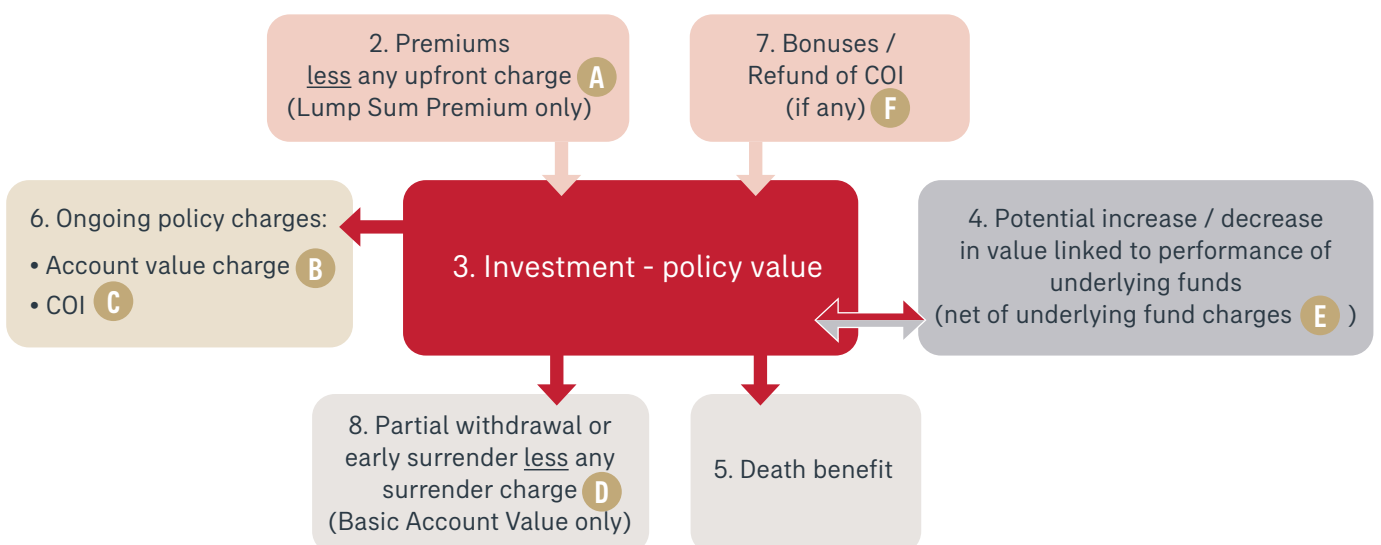 2. Premiums
less any upfront charge A
(Lump Sum Premium only)
7. Bonuses /
Refund of COI
(if any) F
6. Ongoing policy charges:
• Account value charge B
• COI C
3. Investment - policy value
4. Potential increase / decrease
in value linked to performance of
underlying funds
(net of underlying fund charges E )
8. Partial withdrawal or
early surrender less any
surrender charge D
(Basic Account Value only)
5. Death benefit